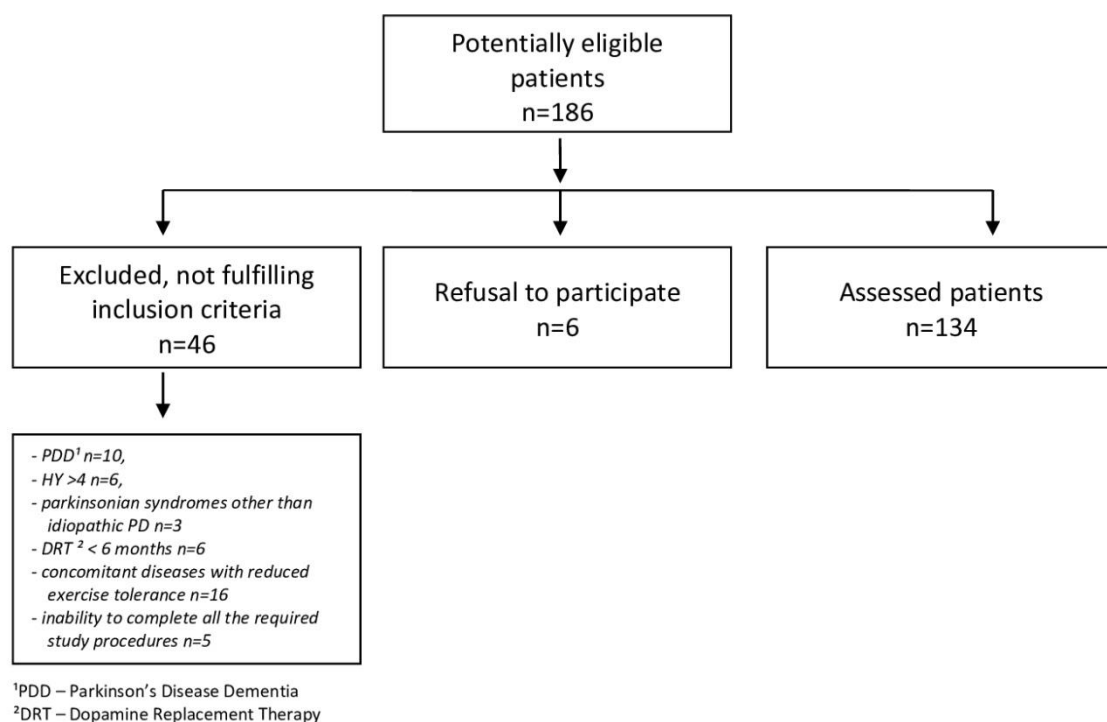 Potentially eligible
patients
n=186
Excluded, not fulfilling
inclusion criteria
n=46
Refusal to participate
n=6
Assessed patients
n=134
- PDD¹ n=10,
- HY >4 n=6,
- parkinsonian syndromes other than
idiopathic PD n=3
- DRT ² < 6 months n=6
- concomitant diseases with reduced
exercise tolerance n=16
- inability to complete all the required
study procedures n=5
¹PDD – Parkinson’s Disease Dementia
²DRT – Dopamine Replacement Therapy